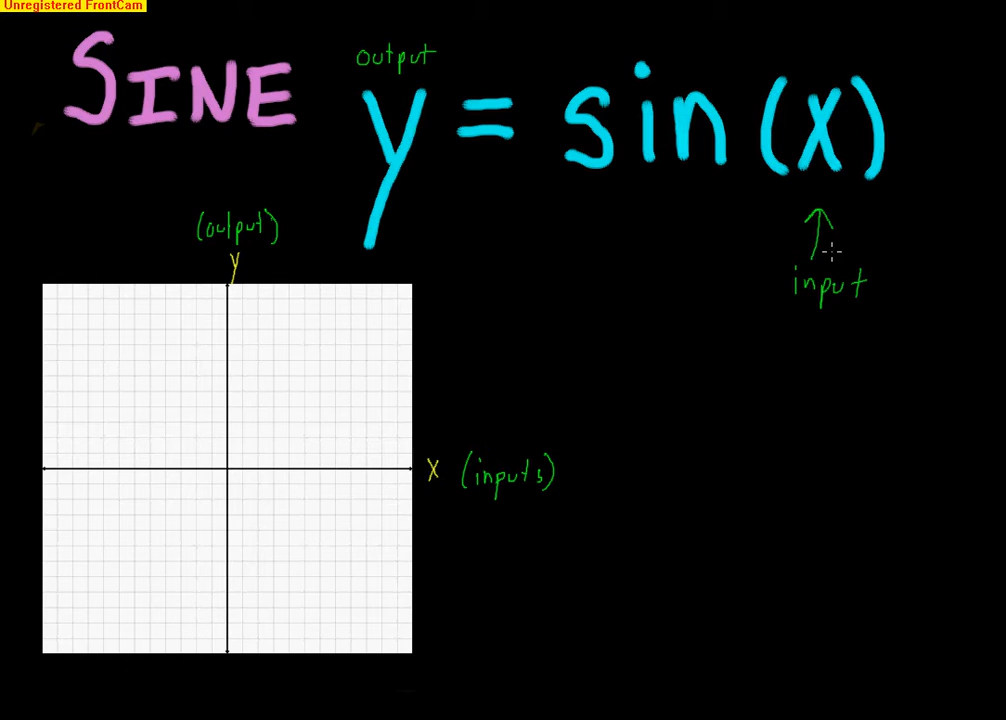 Unregistered FrontCam
SINE
output
y = sin(x)
(output)
y
input
x (inputs)